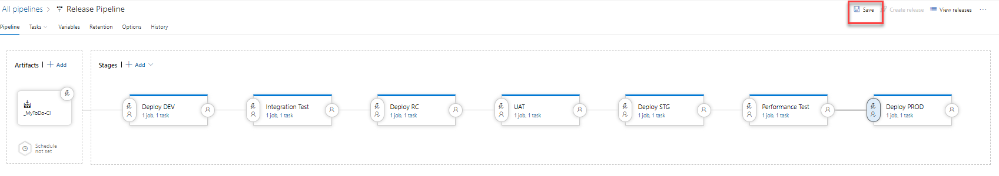 All pipelines > Release Pipeline
Save Create release View releases ...
Pipeline Tasks Variables Retention Options History
Artifacts | + Add
Stages | + Add
_MyToDo-CI
Schedule
not set
Deploy DEV
1 job, 1 task
Integration Test
1 job, 1 task
Deploy RC
1 job, 1 task
UAT
1 job, 1 task
Deploy STG
1 job, 1 task
Performance Test
1 job, 1 task
Deploy PROD
1 job, 1 task